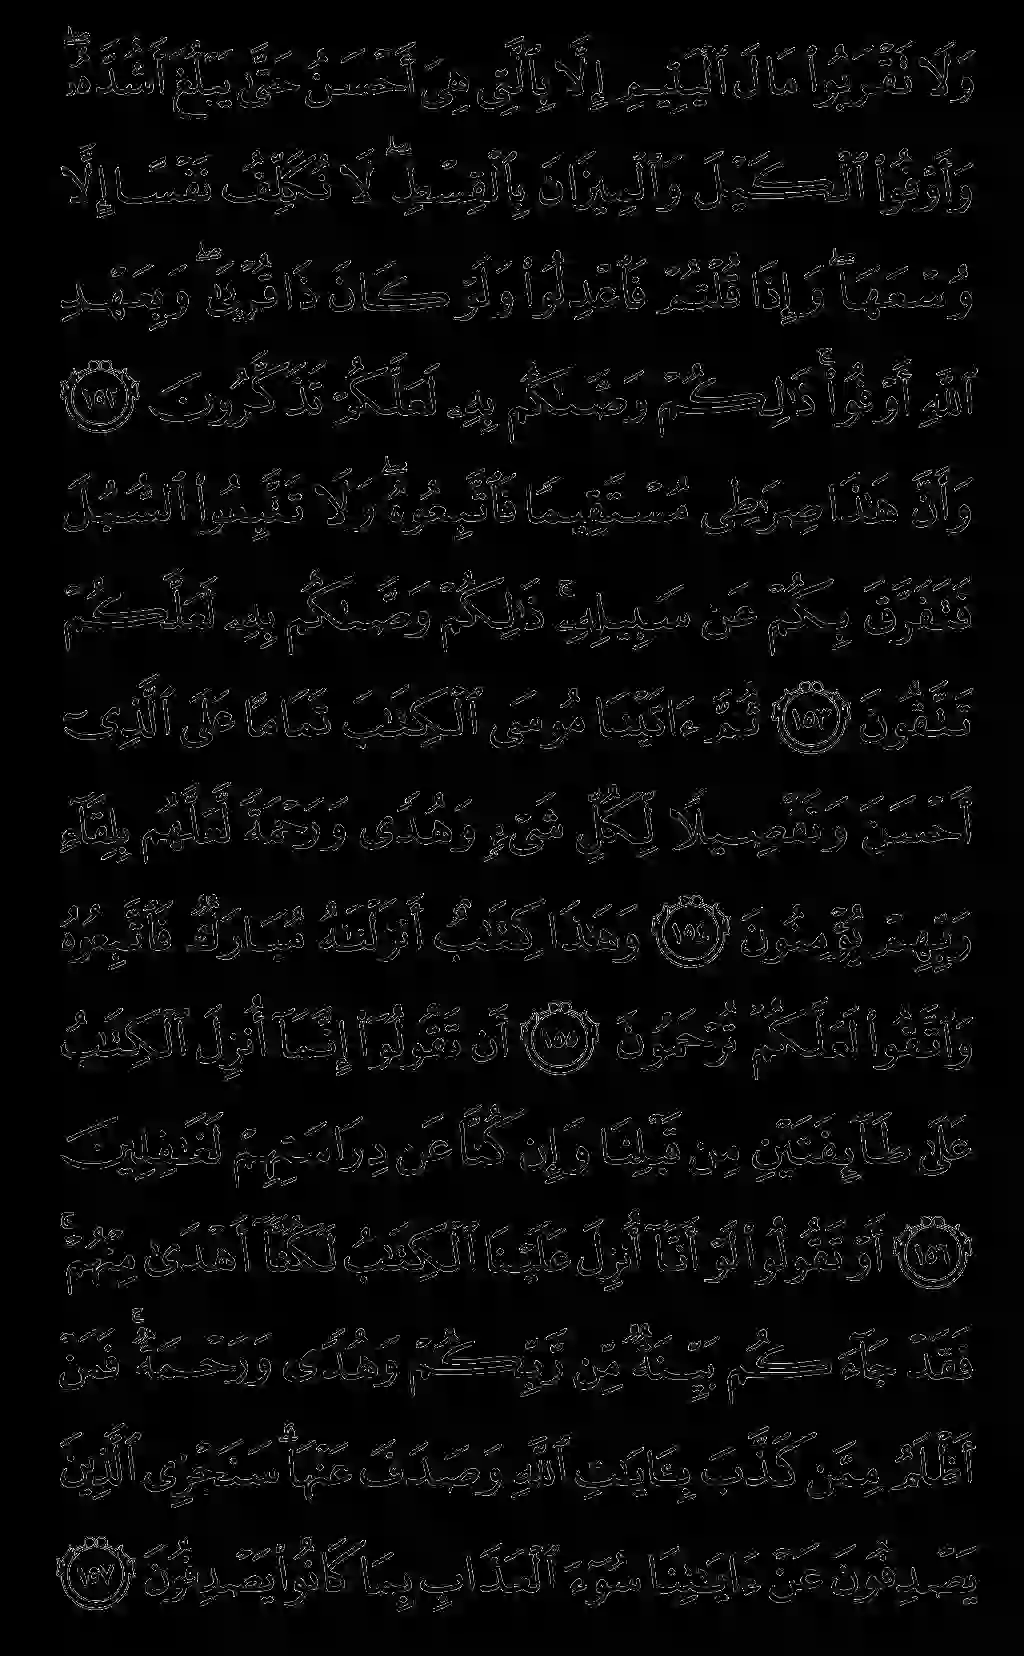 وَلَا تَقْرَبُوا۟ مَالَ ٱلْيَتِيمِ إِلَّا بِٱلَّتِى هِىَ أَحْسَنُ حَتَّىٰ يَبْلُغَ أَشُدَّهُۥ ۖ
وَأَوْفُوا۟ ٱلْكَيْلَ وَٱلْمِيزَانَ بِٱلْقِسْطِ ۖ لَا نُكَلِّفُ نَفْسًا إِلَّا
وُسْعَهَا ۖ وَإِذَا قُلْتُمْ فَٱعْدِلُوا۟ وَلَوْ كَانَ ذَا قُرْبَىٰ ۖ وَبِعَهْدِ
ٱللَّهِ أَوْفُوا۟ ۚ ذَٰلِكُمْ وَصَّىٰكُم بِهِۦ لَعَلَّكُمْ تَذَكَّرُونَ ١٥٢
وَأَنَّ هَٰذَا صِرَٰطِى مُسْتَقِيمًا فَٱتَّبِعُوهُ ۖ وَلَا تَتَّبِعُوا۟ ٱلسُّبُلَ
فَتَفَرَّقَ بِكُمْ عَن سَبِيلِهِۦ ۚ ذَٰلِكُمْ وَصَّىٰكُم بِهِۦ لَعَلَّكُمْ
تَتَّقُونَ ١٥٣ ثُمَّ ءَاتَيْنَا مُوسَى ٱلْكِتَٰبَ تَمَامًا عَلَى ٱلَّذِىٓ
أَحْسَنَ وَتَفْصِيلًا لِّكُلِّ شَىْءٍ وَهُدًى وَرَحْمَةً لَّعَلَّهُم بِلِقَآءِ
رَبِّهِمْ يُؤْمِنُونَ ١٥٤ وَهَٰذَا كِتَٰبٌ أَنزَلْنَٰهُ مُبَارَكٌ فَٱتَّبِعُوهُ
وَٱتَّقُوا۟ لَعَلَّكُمْ تُرْحَمُونَ ١٥٥ أَن تَقُولُوٓا۟ إِنَّمَآ أُنزِلَ ٱلْكِتَٰبُ
عَلَىٰ طَآئِفَتَيْنِ مِن قَبْلِنَا وَإِن كُنَّا عَن دِرَاسَتِهِمْ لَغَٰفِلِينَ
١٥٦ أَوْ تَقُولُوا۟ لَوْ أَنَّآ أُنزِلَ عَلَيْنَا ٱلْكِتَٰبُ لَكُنَّآ أَهْدَىٰ مِنْهُمْ ۚ
فَقَدْ جَآءَكُم بَيِّنَةٌ مِّن رَّبِّكُمْ وَهُدًى وَرَحْمَةٌ ۚ فَمَنْ
أَظْلَمُ مِمَّن كَذَّبَ بِـَٔايَٰتِ ٱللَّهِ وَصَدَفَ عَنْهَا ۗ سَنَجْزِى ٱلَّذِينَ
يَصْدِفُونَ عَنْ ءَايَٰتِنَا سُوٓءَ ٱلْعَذَابِ بِمَا كَانُوا۟ يَصْدِفُونَ ١٥٧